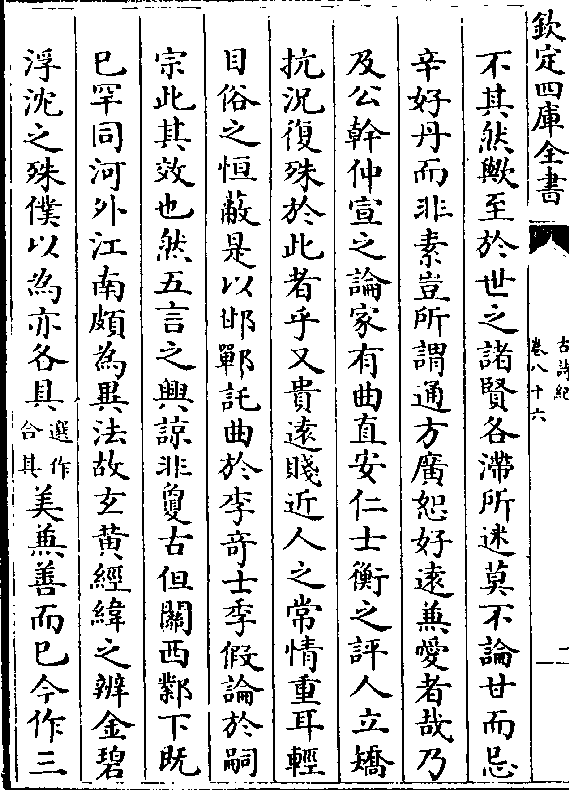 欽定四庫全書
古詩紀
卷八十六
二
不其然歟至於世之諸賢各滯所迷莫不論甘而忌
辛好丹而非素豈所謂通方廣恕好遠兼愛者哉乃
及公幹仲宣之論家有曲直安仁士衡之評人立矯
抗況復殊於此者乎又貴遠賤近人之常情重耳輕
目俗之恒蔽是以邯鄲託曲於李竒士季假論於嗣
宗此其效也然五言之興諒非敻古但關西鄴下既
已罕同河外江南頗為異法故玄黄經緯之辨金碧
浮沈之殊僕以為亦各具選作合其美兼善而已今作三